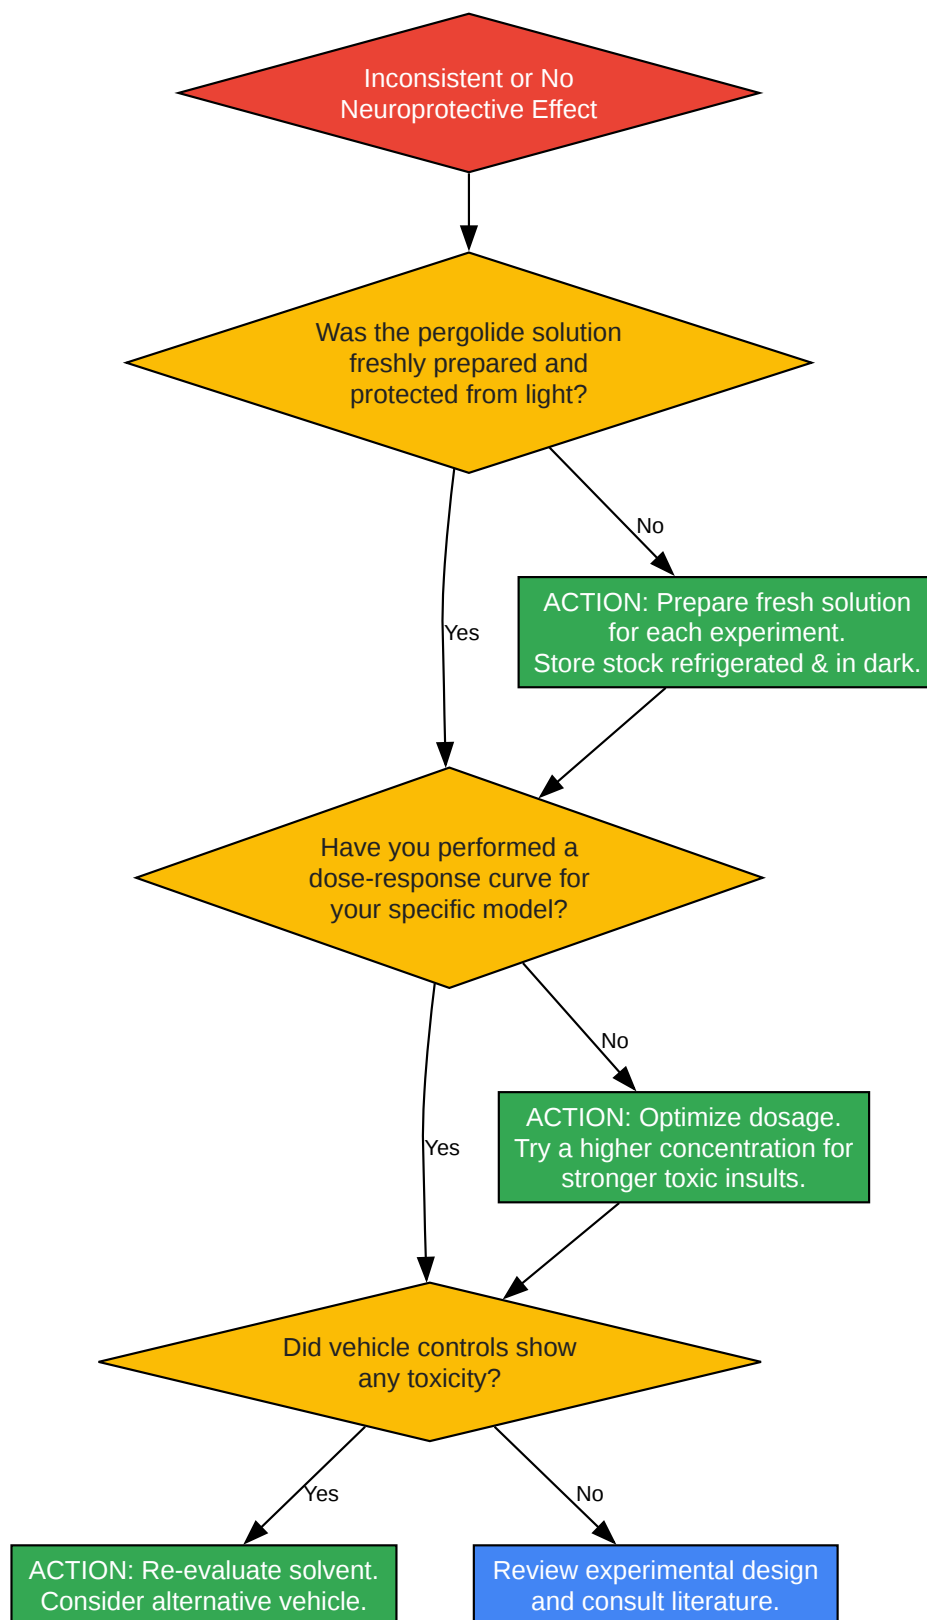 Inconsistent or No
Neuroprotective Effect
Was the pergolide solution
freshly prepared and
protected from light?
No
Yes
ACTION: Prepare fresh solution
for each experiment.
Store stock refrigerated & in dark.
Have you performed a
dose-response curve for
your specific model?
No
Yes
ACTION: Optimize dosage.
Try a higher concentration for
stronger toxic insults.
Did vehicle controls show
any toxicity?
Yes
No
ACTION: Re-evaluate solvent.
Consider alternative vehicle.
Review experimental design
and consult literature.